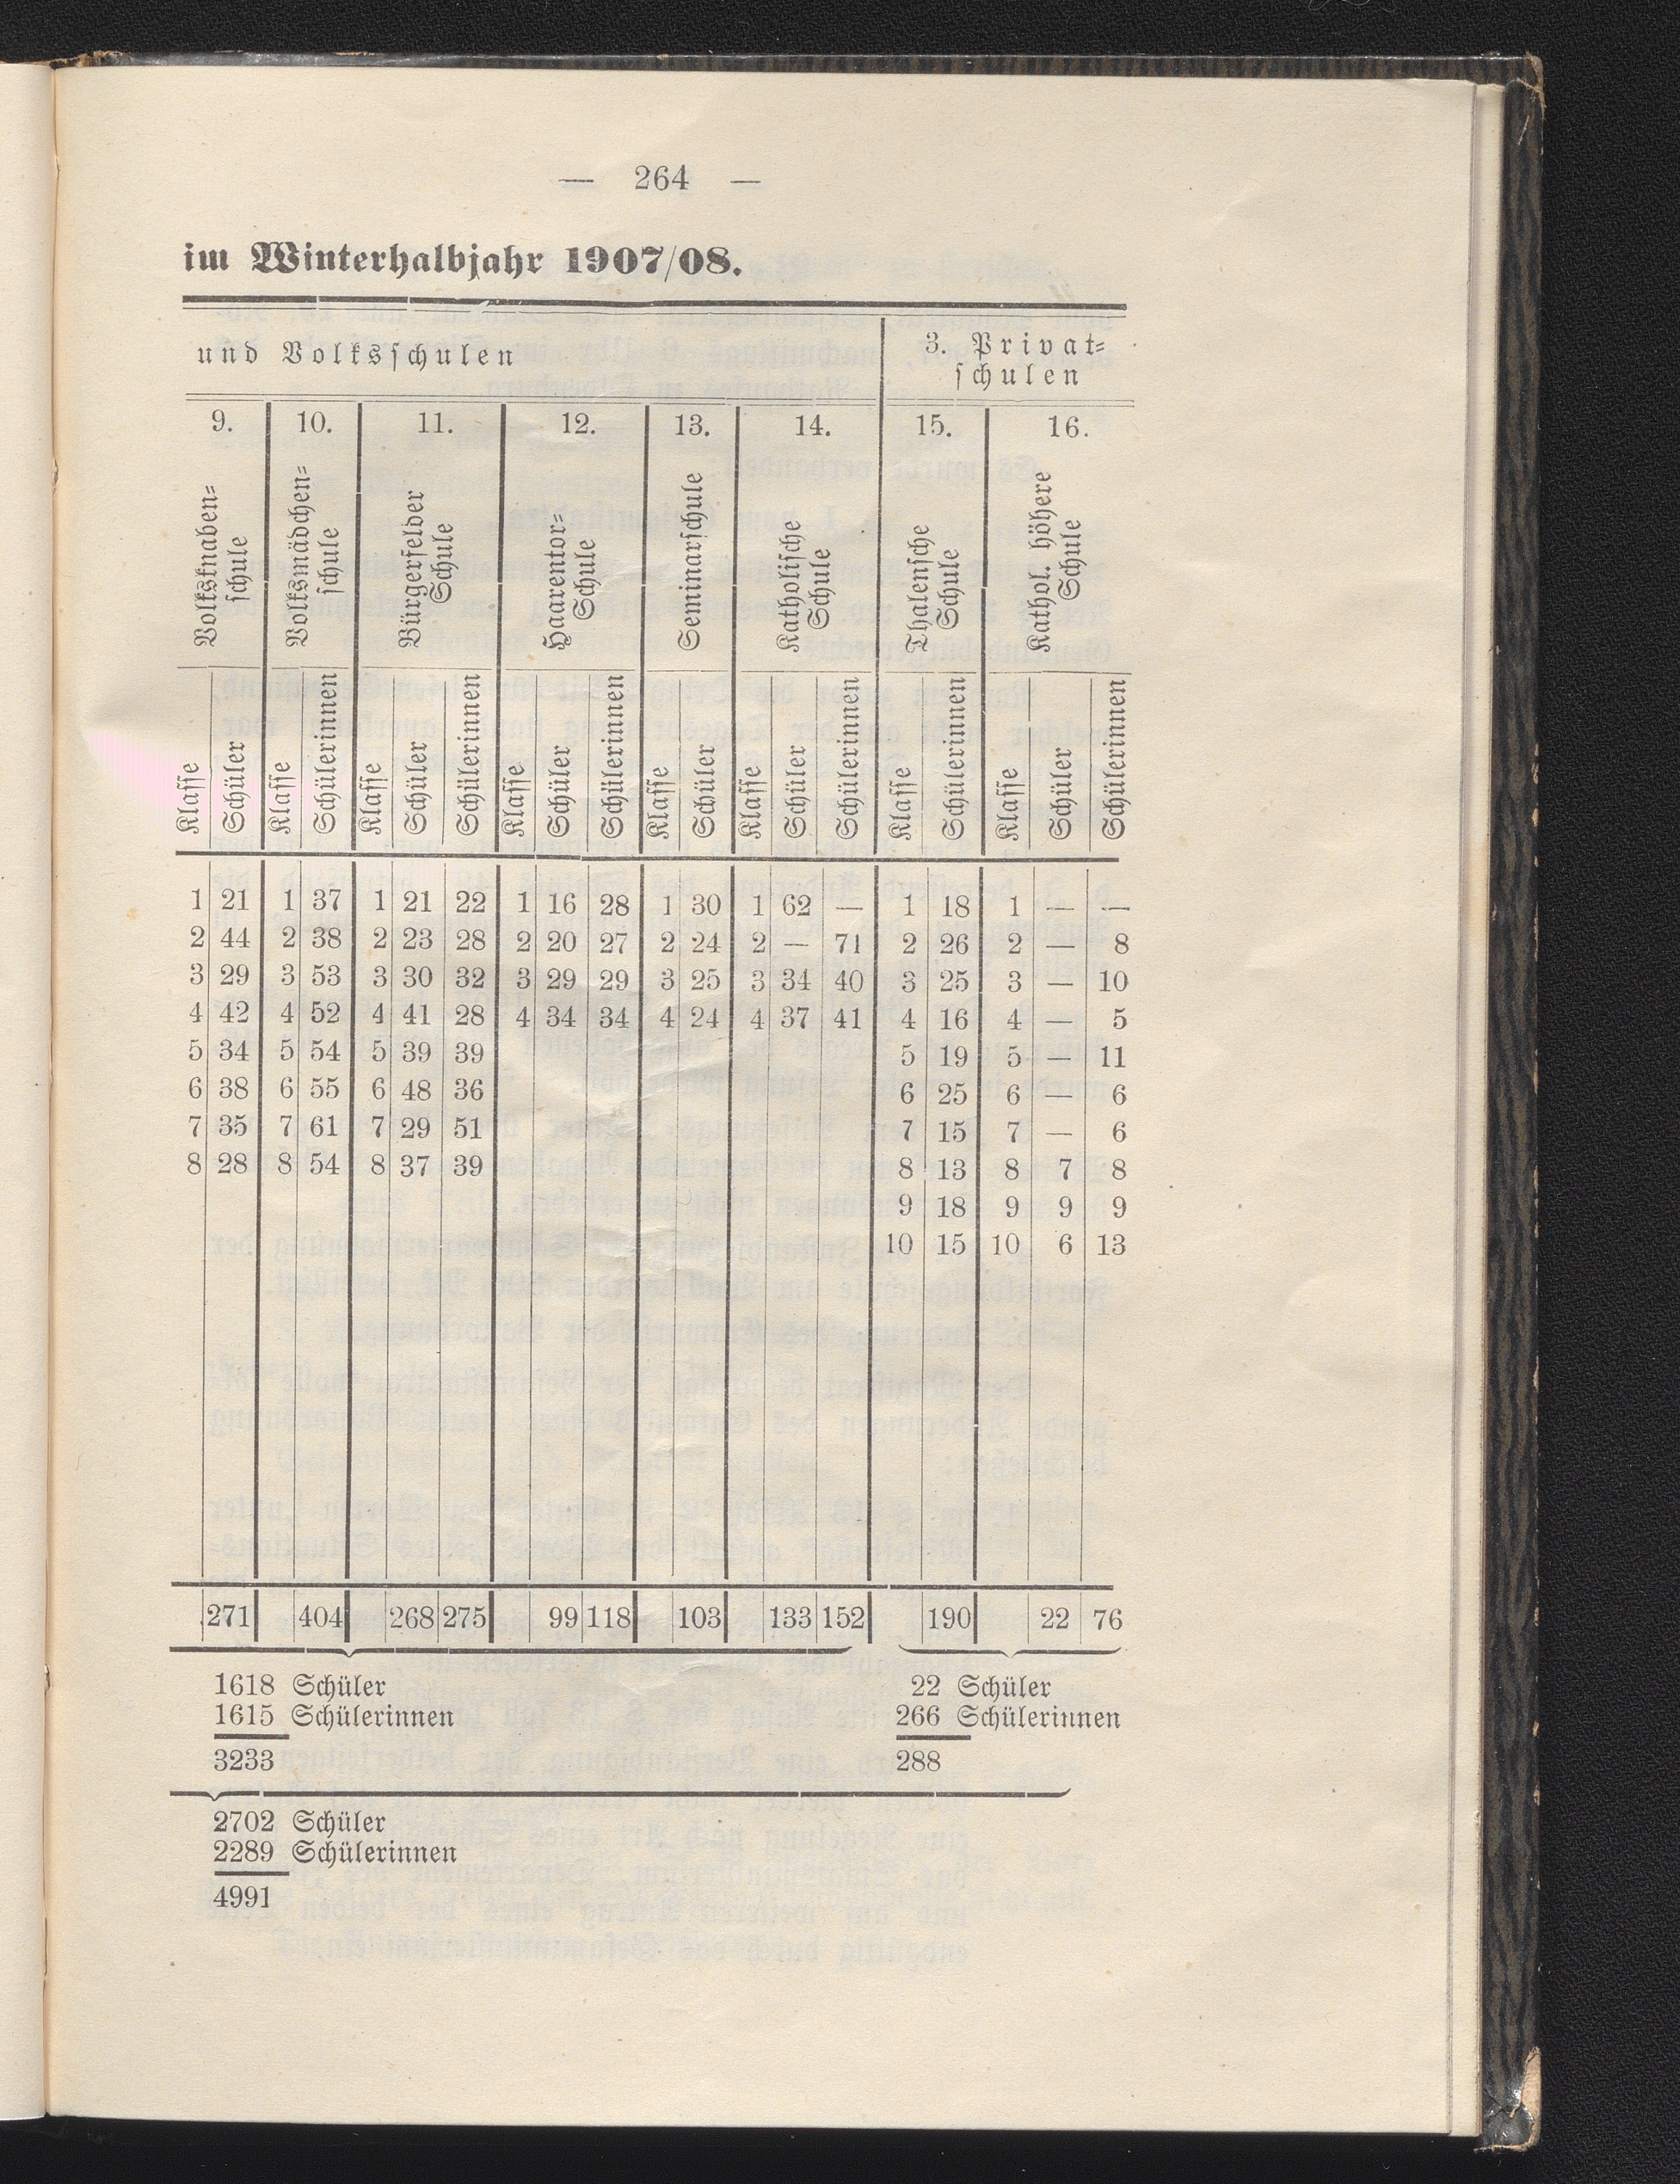 — 264 —
im Winterhalbjahr 1907/08.
und Volksschulen
3. Privat=
schulen
9. 10. 11. 12. 13. 14. 15. 16.
Volksknaben=
schule
Volksmädchen=
schule
Bürgerfelder
Schule
Haarentor=
Schule
Seminarschule
Katholische
Schule
Thalensche
Schule
Kathol. höhere
Schule
Klasse Schüler Klasse Schülerinnen Klasse Schüler Schülerinnen Klasse Schüler Schülerinnen Klasse Schüler Klasse Schüler Schülerinnen Klasse Schülerinnen Klasse Schüler Schülerinnen
1 21 1 37 1 21 22 1 16 28 1 30 1 62 — 1 18 1 — —
2 44 2 38 2 23 28 2 20 27 2 24 2 — 71 2 26 2 — 8
3 29 3 53 3 30 32 3 29 29 3 25 3 34 40 3 25 3 — 10
4 42 4 52 4 41 28 4 34 34 4 24 4 37 41 4 16 4 — 5
5 34 5 54 5 39 39 5 19 5 — 11
6 38 6 55 6 48 36 6 25 6 — 6
7 35 7 61 7 29 51 7 15 7 — 6
8 28 8 54 8 37 39 8 13 8 7 8
9 18 9 9 9
10 15 10 6 13
271 404 268 275 99 118 103 133 152 190 22 76
1618 Schüler
1615 Schülerinnen
3233
22 Schüler
266 Schülerinnen
288
2702 Schüler
2289 Schülerinnen
4991